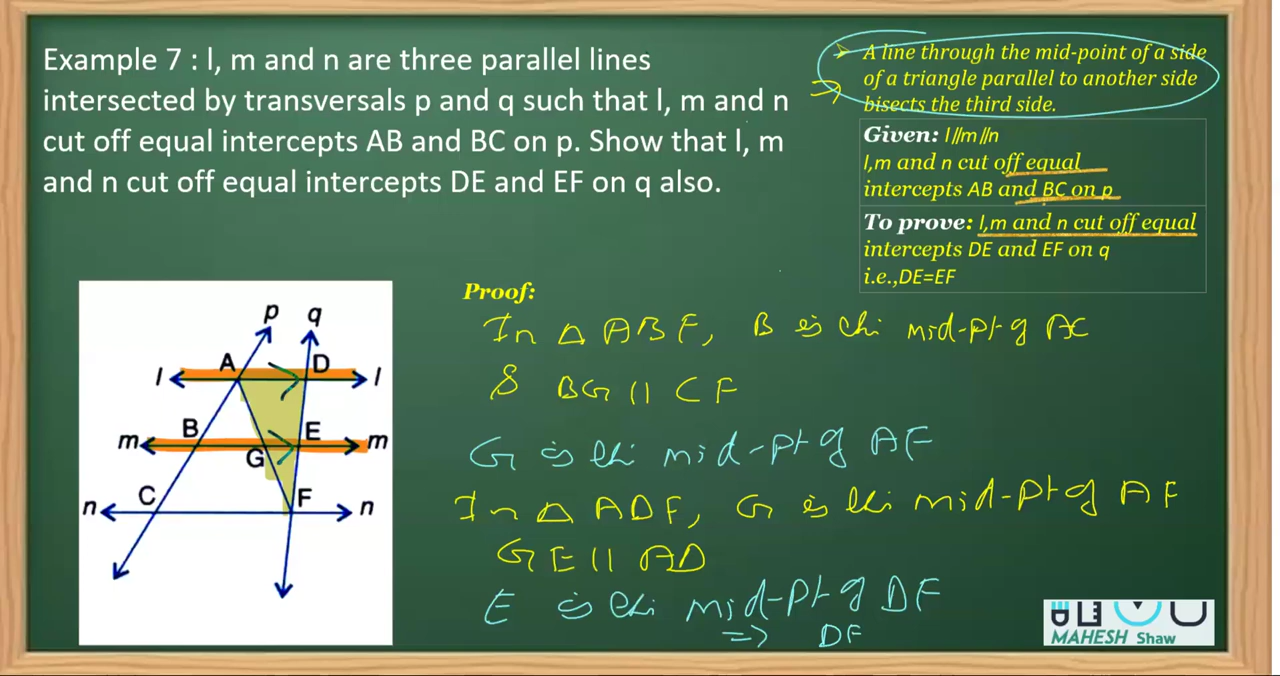 Example 7 : l, m and n are three parallel lines
intersected by transversals p and q such that l, m and n
cut off equal intercepts AB and BC on p. Show that l, m
and n cut off equal intercepts DE and EF on q also.
➢ A line through the mid-point of a side
of a triangle parallel to another side
⇒ bisects the third side.
Given: l//m//n
l,m and n cut off equal
intercepts AB and BC on p
To prove: l,m and n cut off equal
intercepts DE and EF on q
i.e.,DE=EF
p q
l A D l
m B E m
G
n C F n
Proof:
In △ ABF, B is the mid-pt of AC
& BG || CF
G is the mid-pt of AF
In △ ADF, G is the mid-pt of AF
GE || AD
E is the mid-pt of DF
⇒ DF
MAHESH Shaw